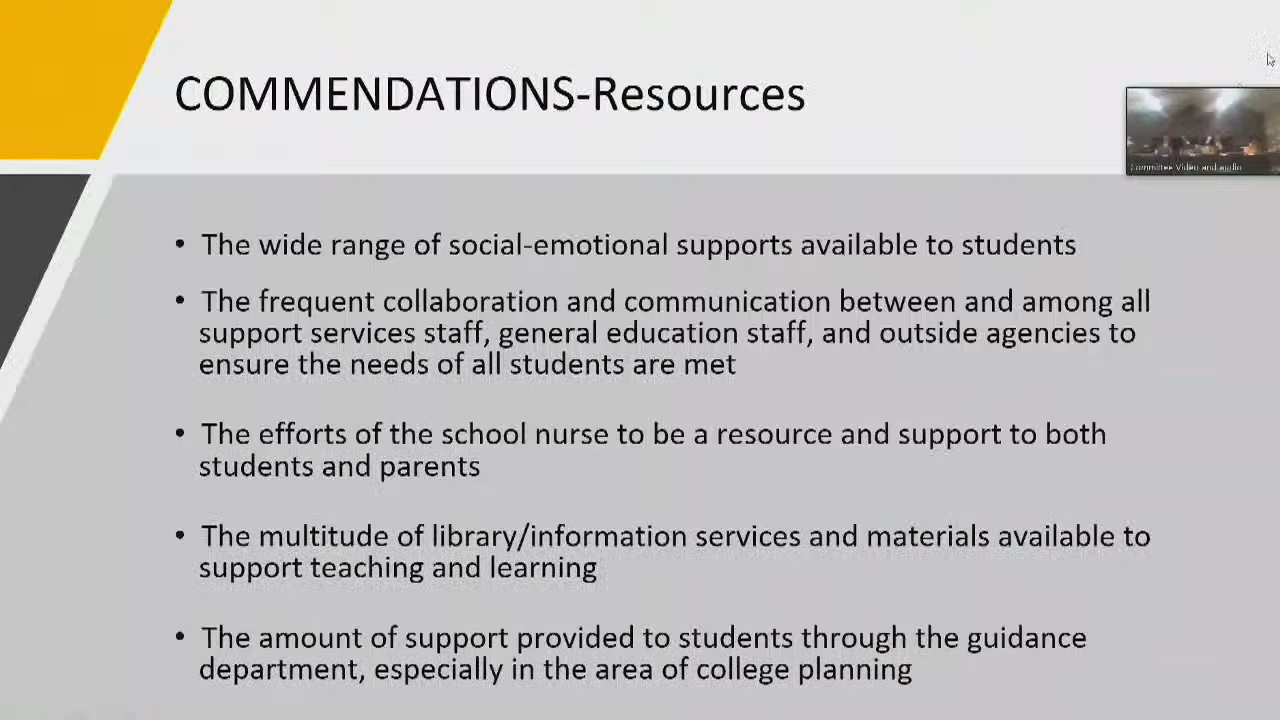 COMMENDATIONS-Resources
Committee Video and audio
• The wide range of social-emotional supports available to students
• The frequent collaboration and communication between and among all
support services staff, general education staff, and outside agencies to
ensure the needs of all students are met
• The efforts of the school nurse to be a resource and support to both
students and parents
• The multitude of library/information services and materials available to
support teaching and learning
• The amount of support provided to students through the guidance
department, especially in the area of college planning